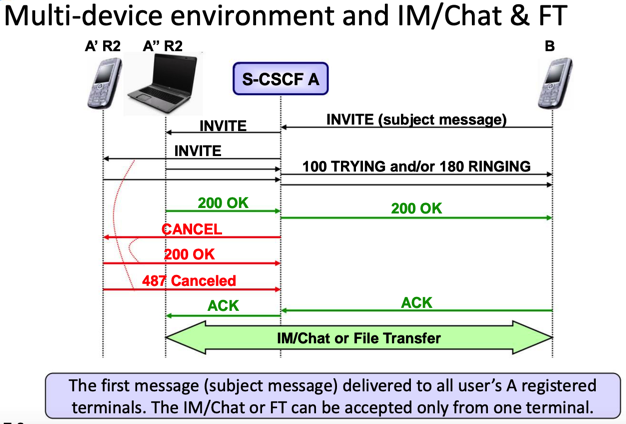 Multi-device environment and IM/Chat & FT
A' R2
A'' R2
B
S-CSCF A
INVITE (subject message)
INVITE
INVITE
100 TRYING and/or 180 RINGING
200 OK
200 OK
CANCEL
200 OK
487 Canceled
ACK
ACK
IM/Chat or File Transfer
The first message (subject message) delivered to all user's A registered
terminals. The IM/Chat or FT can be accepted only from one terminal.